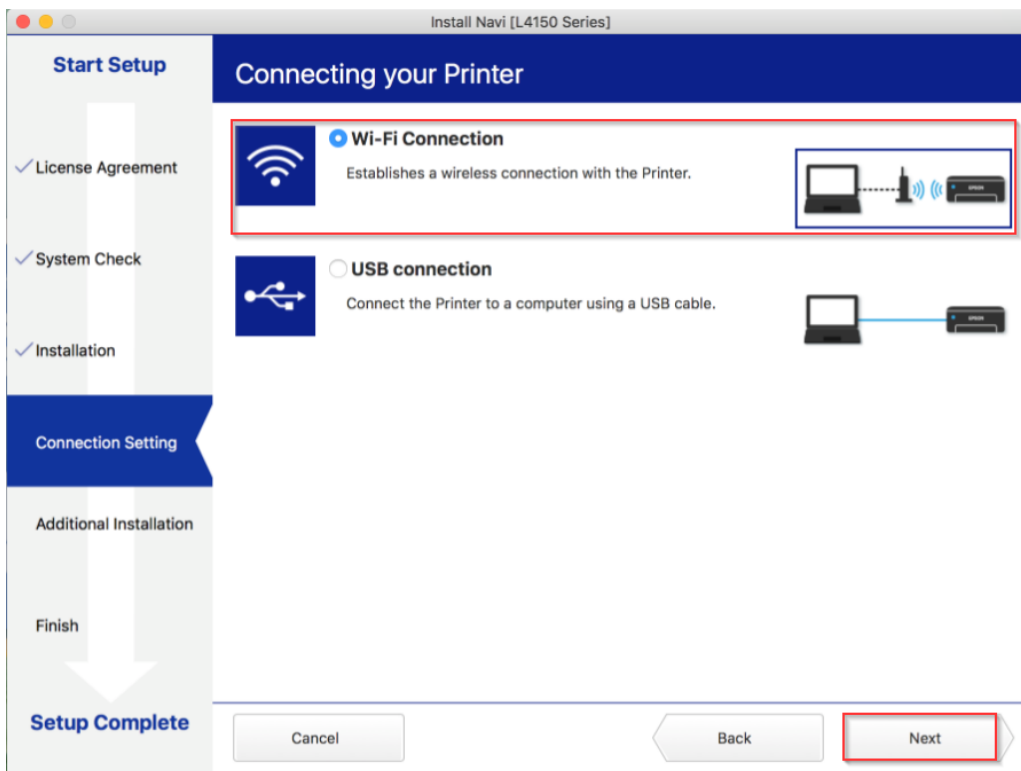 Install Navi [L4150 Series]
Start Setup
License Agreement
System Check
Installation
Connection Setting
Additional Installation
Finish
Setup Complete
Connecting your Printer
Wi-Fi Connection
Establishes a wireless connection with the Printer.
EPSON
USB connection
Connect the Printer to a computer using a USB cable.
EPSON
Cancel
Back
Next